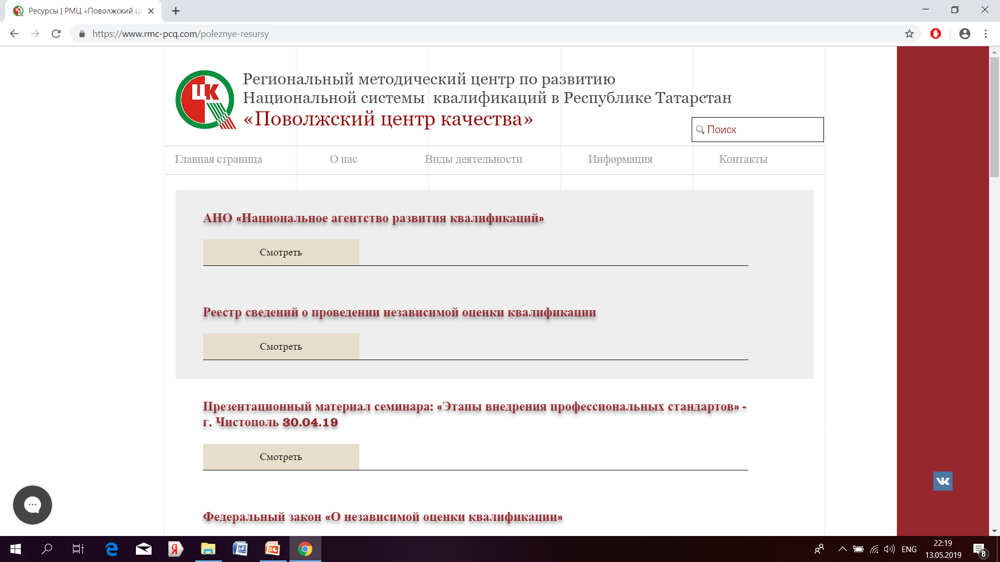 Ресурсы | РМЦ «Поволжский це
https://www.rmc-pcq.com/poleznye-resursy
ЦК
Региональный методический центр по развитию
Национальной системы квалификаций в Республике Татарстан
«Поволжский центр качества»
Поиск
Главная страница О нас Виды деятельности Информация Контакты
АНО «Национальное агентство развития квалификаций»
Смотреть
Реестр сведений о проведении независимой оценки квалификации
Смотреть
Презентационный материал семинара: «Этапы внедрения профессиональных стандартов» -
г. Чистополь 30.04.19
Смотреть
Федеральный закон «О независимой оценки квалификации»
ENG
22:19
13.05.2019
8